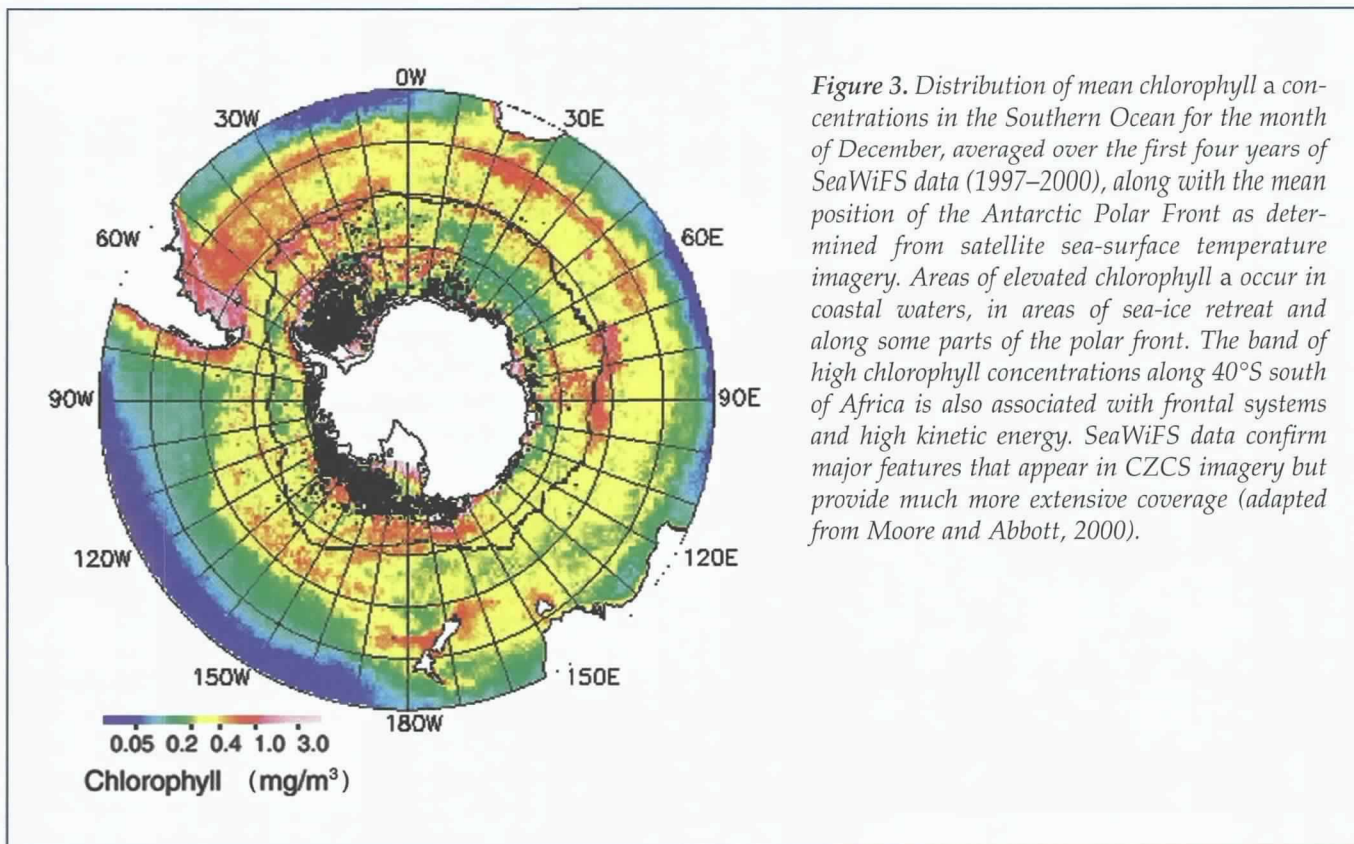 0W
30W
30E
60W
60E
90W
90E
120W
120E
150W
150E
180W
0.05 0.2 0.4 1.0 3.0
Chlorophyll (mg/m³)
Figure 3. Distribution of mean chlorophyll a con-
centrations in the Southern Ocean for the month
of December, averaged over the first four years of
SeaWiFS data (1997–2000), along with the mean
position of the Antarctic Polar Front as deter-
mined from satellite sea-surface temperature
imagery. Areas of elevated chlorophyll a occur in
coastal waters, in areas of sea-ice retreat and
along some parts of the polar front. The band of
high chlorophyll concentrations along 40°S south
of Africa is also associated with frontal systems
and high kinetic energy. SeaWiFS data confirm
major features that appear in CZCS imagery but
provide much more extensive coverage (adapted
from Moore and Abbott, 2000).